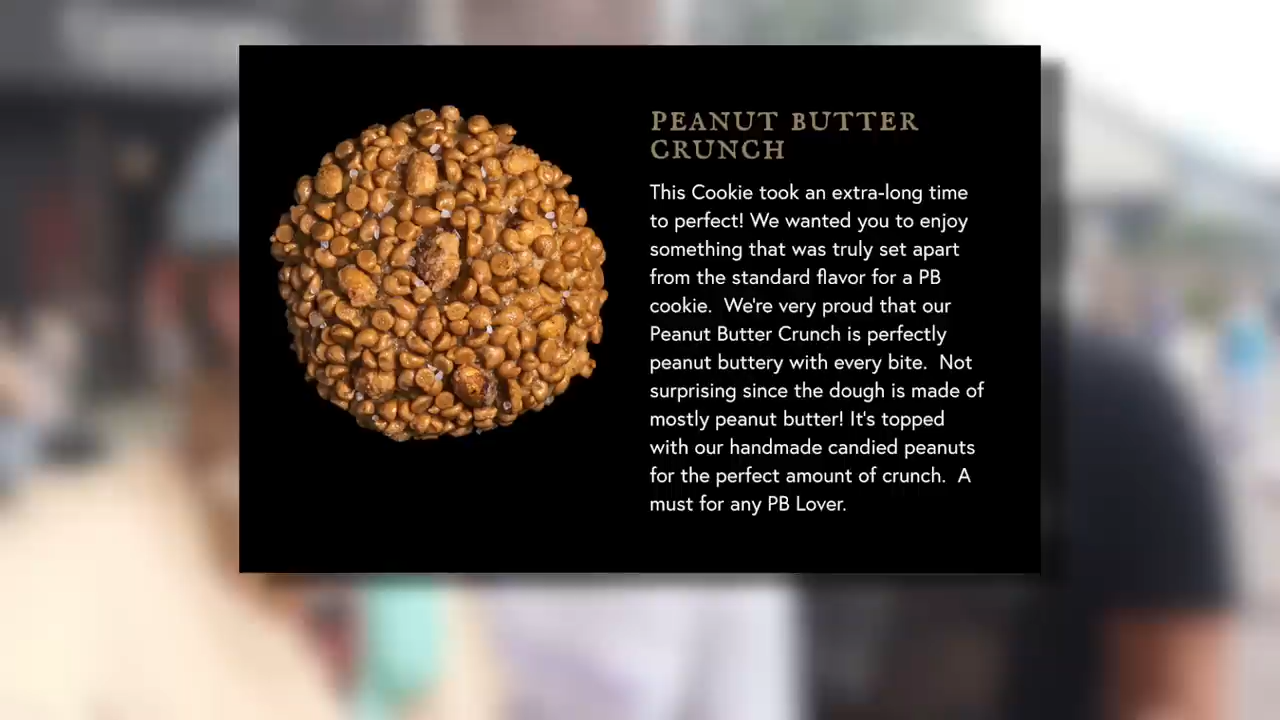 PEANUT BUTTER
CRUNCH
This Cookie took an extra-long time
to perfect! We wanted you to enjoy
something that was truly set apart
from the standard flavor for a PB
cookie.  We're very proud that our
Peanut Butter Crunch is perfectly
peanut buttery with every bite.  Not
surprising since the dough is made of
mostly peanut butter! It's topped
with our handmade candied peanuts
for the perfect amount of crunch.  A
must for any PB Lover.